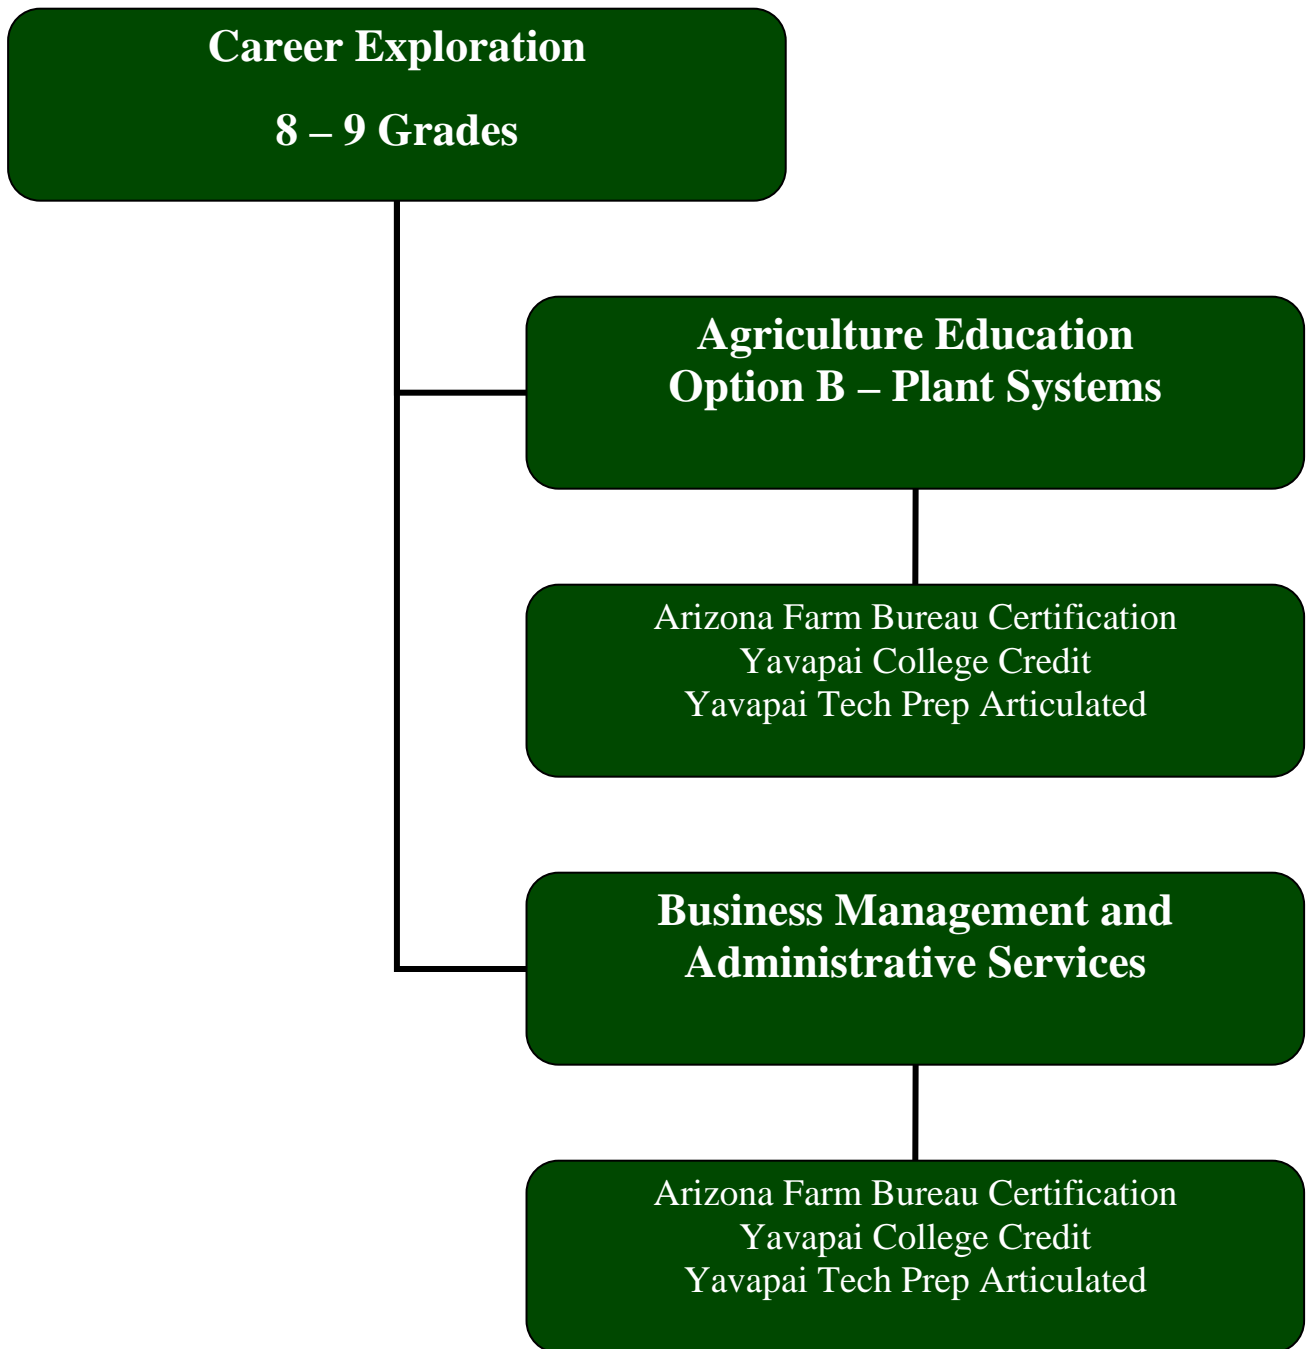 Career Exploration
8 – 9 Grades
Agriculture Education
Option B – Plant Systems
Arizona Farm Bureau Certification
Yavapai College Credit
Yavapai Tech Prep Articulated
Business Management and
Administrative Services
Arizona Farm Bureau Certification
Yavapai College Credit
Yavapai Tech Prep Articulated